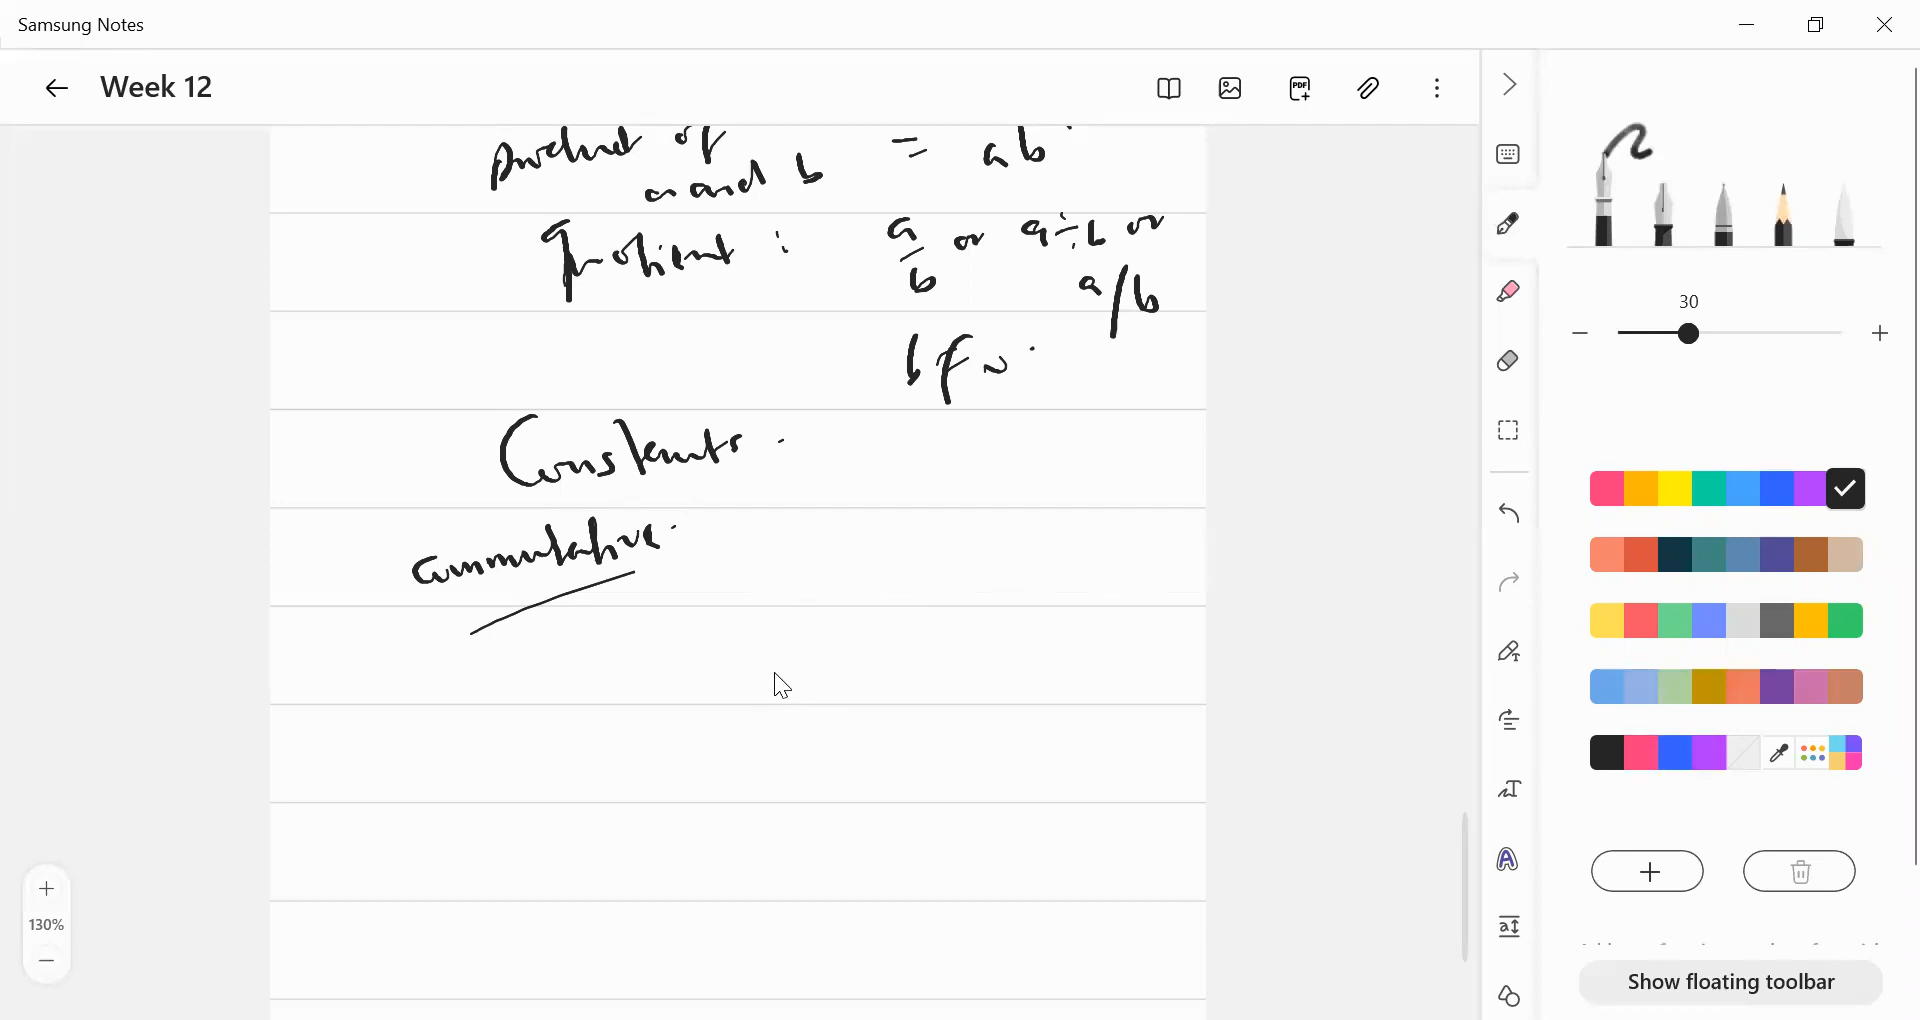 Samsung Notes
Week 12
product of = ab.
a and b
Quotient : a/b or a÷b or
a/b
b≠0.
Constants.
Commutative.
30
130%
Show floating toolbar